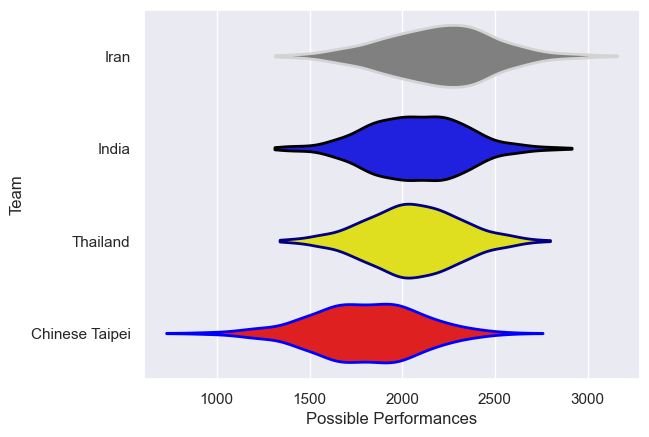 Iran
India
Thailand
Chinese Taipei
Team
1000 1500 2000 2500 3000
Possible Performances